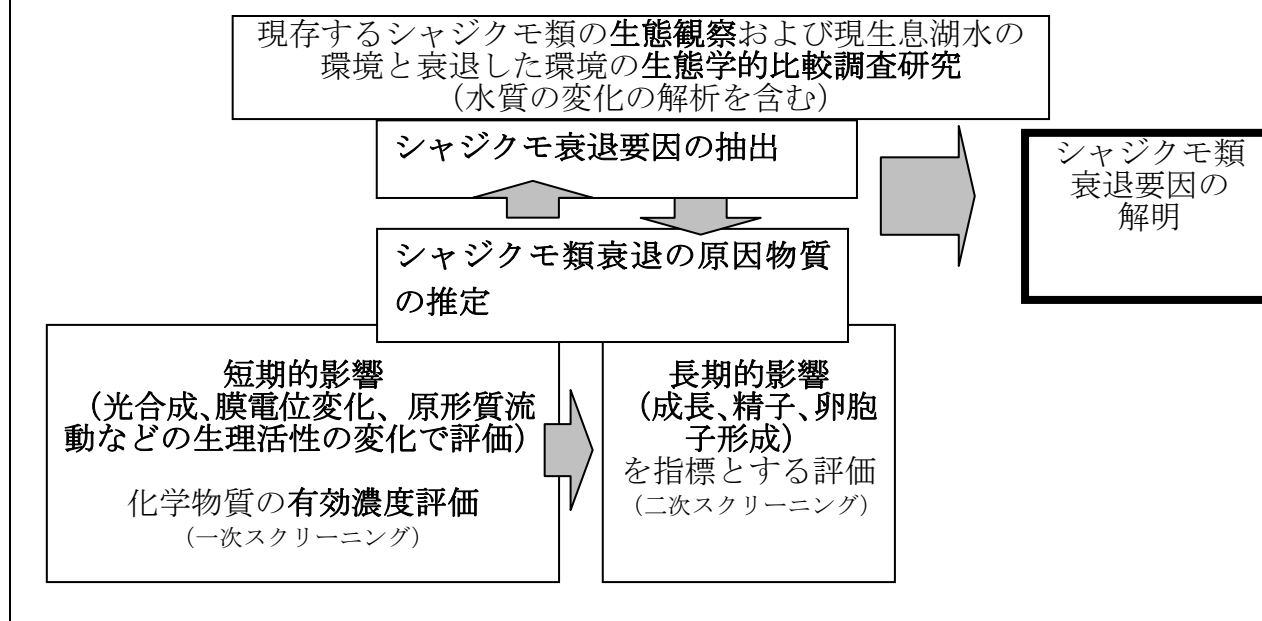 現存するシャジクモ類の生態観察および現生息湖水の
環境と衰退した環境の生態学的比較調査研究
（水質の変化の解析を含む）
シャジクモ衰退要因の抽出
シャジクモ類
衰退要因の
解明
シャジクモ類衰退の原因物質
の推定
短期的影響
（光合成、膜電位変化、原形質流
動などの生理活性の変化で評価）
化学物質の有効濃度評価
（一次スクリーニング）
長期的影響
（成長、精子、卵胞
子形成）
を指標とする評価
（二次スクリーニング）